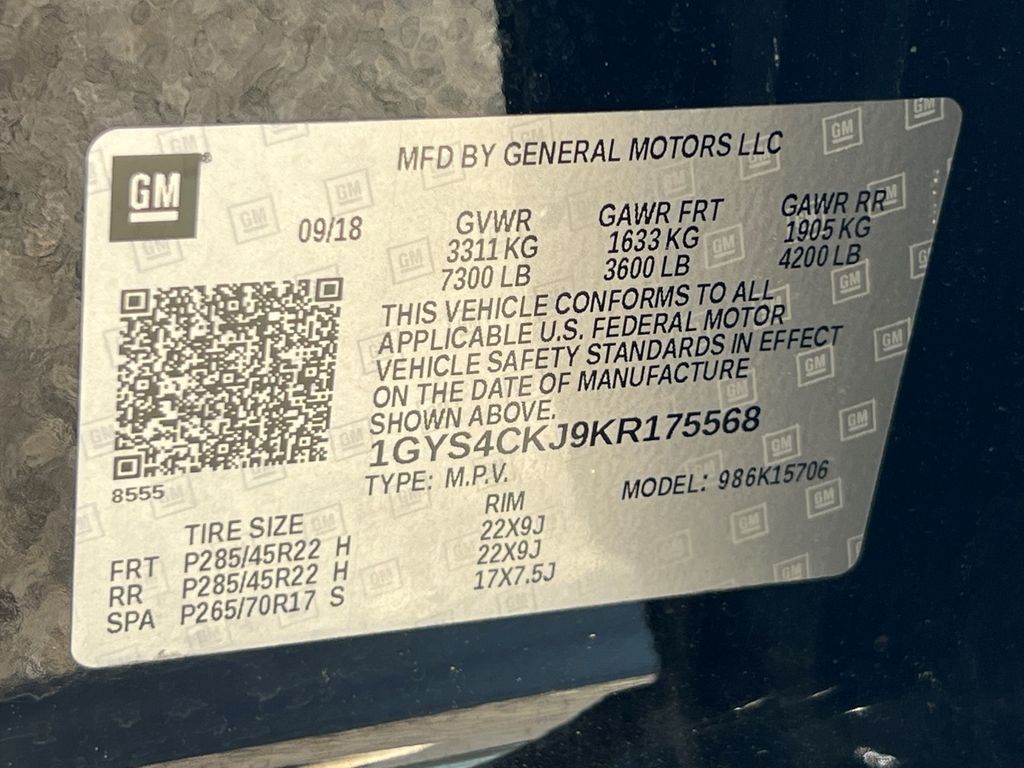 GM
MFD BY GENERAL MOTORS LLC
09/18
GVWR GAWR FRT GAWR RR
3311 KG 1633 KG 1905 KG
7300 LB 3600 LB 4200 LB
THIS VEHICLE CONFORMS TO ALL
APPLICABLE U.S. FEDERAL MOTOR
VEHICLE SAFETY STANDARDS IN EFFECT
ON THE DATE OF MANUFACTURE
SHOWN ABOVE.
1GYS4CKJ9KR175568
TYPE: M.P.V. MODEL: 986K15706
8555
TIRE SIZE RIM
FRT P285/45R22 H 22X9J
RR P285/45R22 H 22X9J
SPA P265/70R17 S 17X7.5J